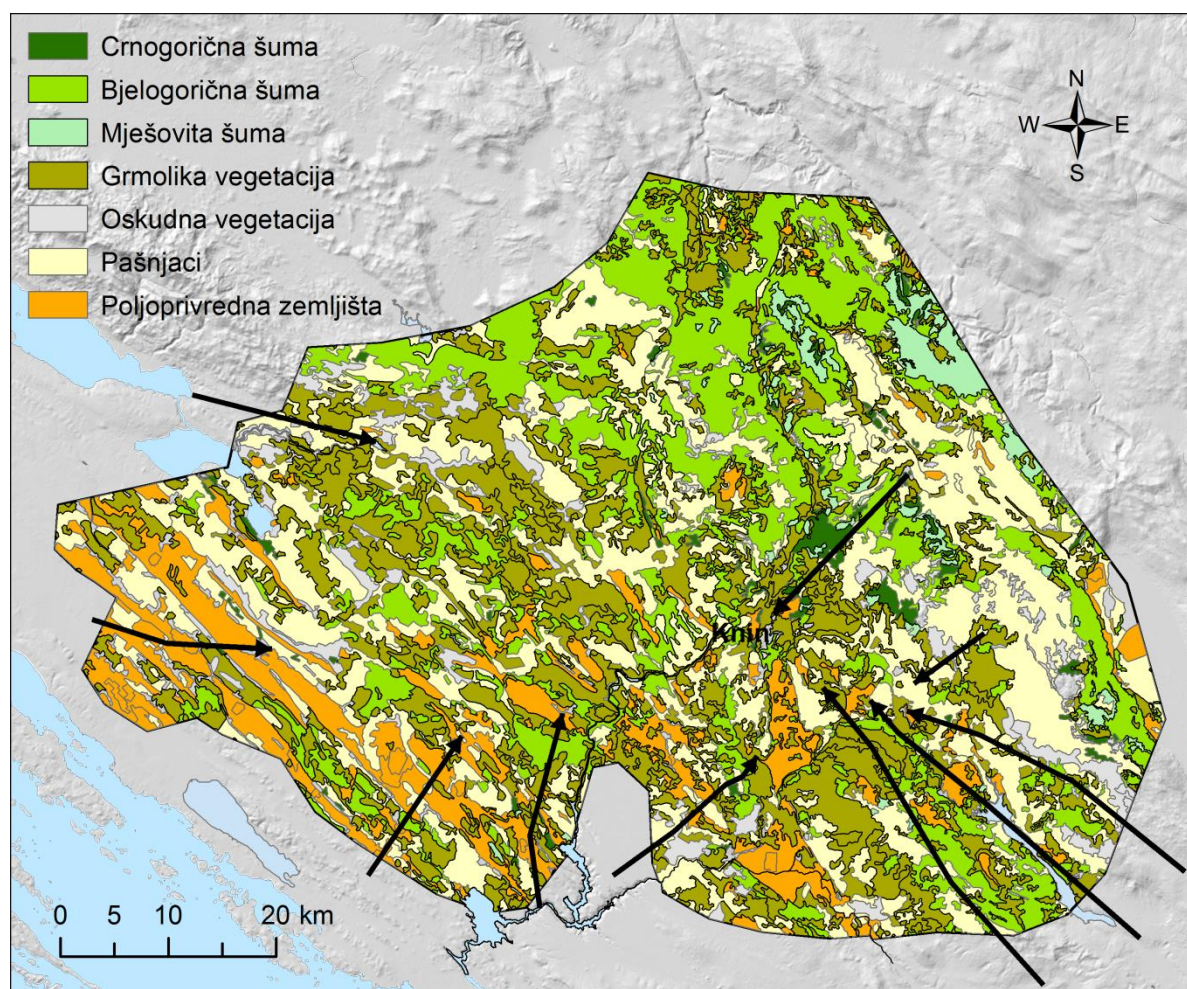 Crnogorična šuma
Bjelogorična šuma
Mješovita šuma
Grmolika vegetacija
Oskudna vegetacija
Pašnjaci
Poljoprivredna zemljišta
N
W E
S
Knin
0 5 10 20 km